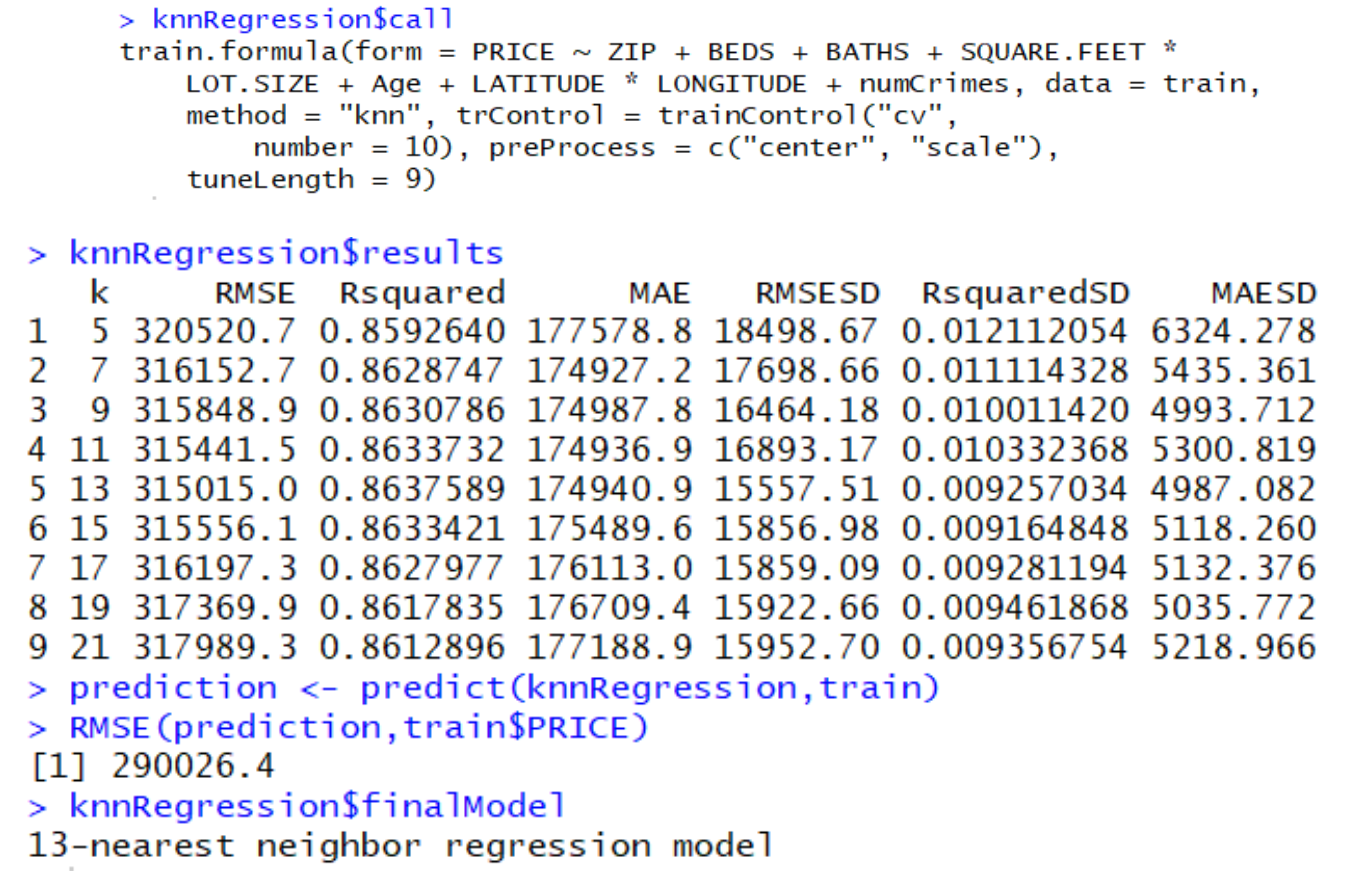 > knnRegression$call
train.formula(form = PRICE ~ ZIP + BEDS + BATHS + SQUARE.FEET *
    LOT.SIZE + Age + LATITUDE * LONGITUDE + numCrimes, data = train,
    method = "knn", trControl = trainControl("cv",
        number = 10), preProcess = c("center", "scale"),
    tuneLength = 9)
> knnRegression$results
   k     RMSE  Rsquared      MAE   RMSESD  RsquaredSD    MAESD
1  5 320520.7 0.8592640 177578.8 18498.67 0.012112054 6324.278
2  7 316152.7 0.8628747 174927.2 17698.66 0.011114328 5435.361
3  9 315848.9 0.8630786 174987.8 16464.18 0.010011420 4993.712
4 11 315441.5 0.8633732 174936.9 16893.17 0.010332368 5300.819
5 13 315015.0 0.8637589 174940.9 15557.51 0.009257034 4987.082
6 15 315556.1 0.8633421 175489.6 15856.98 0.009164848 5118.260
7 17 316197.3 0.8627977 176113.0 15859.09 0.009281194 5132.376
8 19 317369.9 0.8617835 176709.4 15922.66 0.009461868 5035.772
9 21 317989.3 0.8612896 177188.9 15952.70 0.009356754 5218.966
> prediction <- predict(knnRegression,train)
> RMSE(prediction,train$PRICE)
[1] 290026.4
> knnRegression$finalModel
13-nearest neighbor regression model